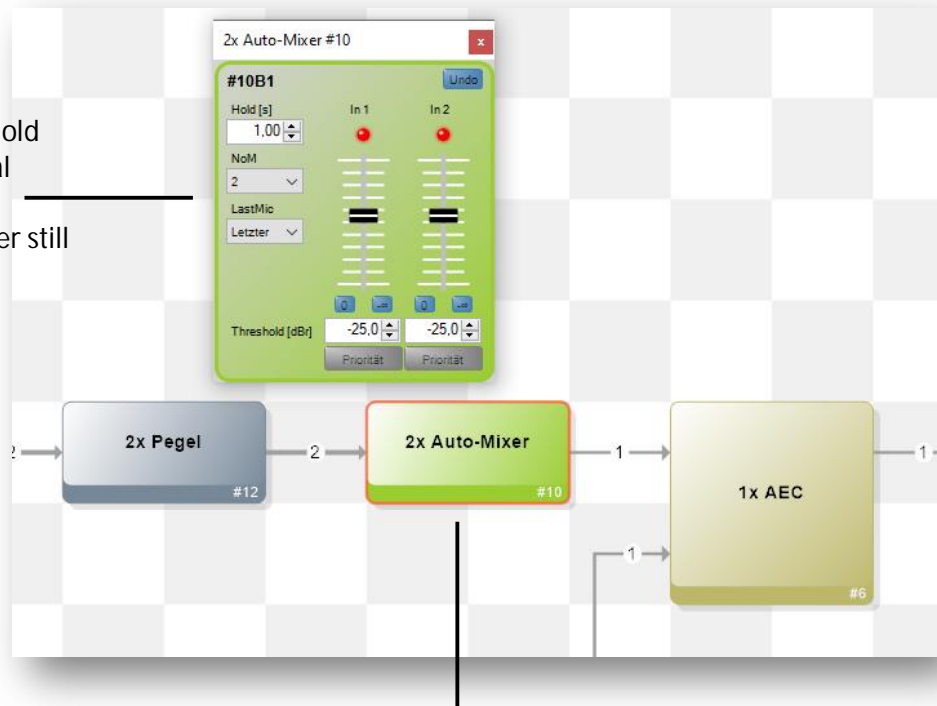 2x Auto-Mixer #10
x
#10B1
Undo
Hold [s]
In 1
In 2
1,00
old
NoM
al
2
LastMic
er still
Letzter
0
-∞
0
-∞
Threshold [dBr]
-25,0
-25,0
Priorität
Priorität
2
2x Pegel
#12
2
2x Auto-Mixer
#10
1
1x AEC
#6
1
1